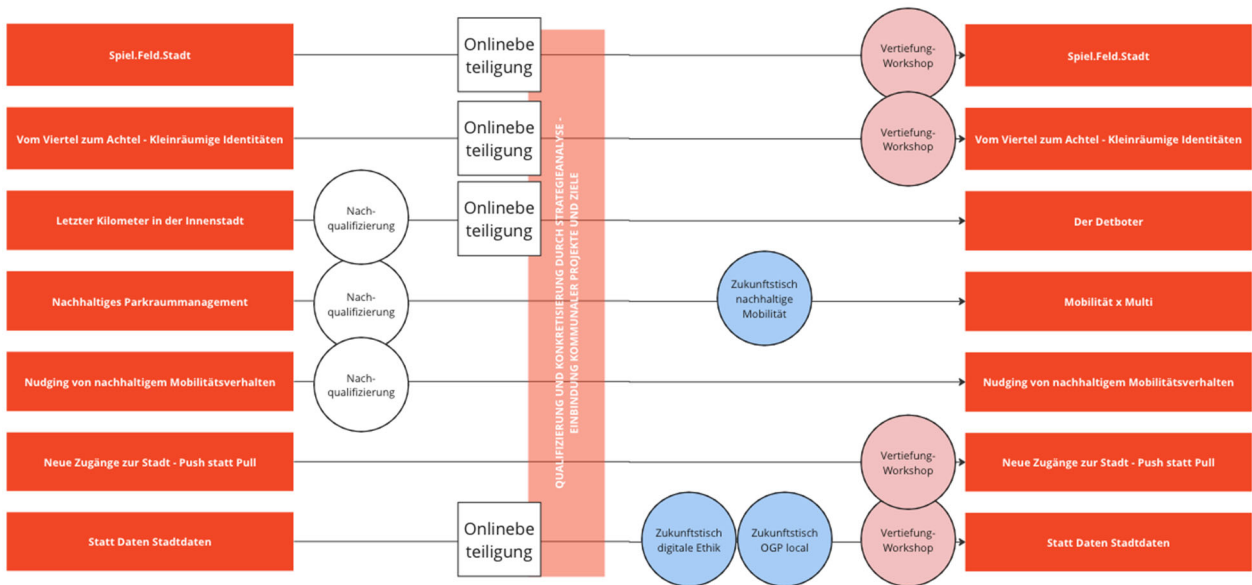 Spiel.Feld.Stadt
Onlinebe
teiligung
Vertiefung-
Workshop
Spiel.Feld.Stadt
Vom Viertel zum Achtel - Kleinräumige Identitäten
Onlinebe
teiligung
Vertiefung-
Workshop
Vom Viertel zum Achtel - Kleinräumige Identitäten
Letzter Kilometer in der Innenstadt
Nach-
qualifizierung
Onlinebe
teiligung
Der Detboter
Nachhaltiges Parkraummanagement
Nach-
qualifizierung
Zukunftstisch
nachhaltige
Mobilität
Mobilität x Multi
Nudging von nachhaltigem Mobilitätsverhalten
Nach-
qualifizierung
Nudging von nachhaltigem Mobilitätsverhalten
Neue Zugänge zur Stadt - Push statt Pull
Vertiefung-
Workshop
Neue Zugänge zur Stadt - Push statt Pull
Statt Daten Stadtdaten
Onlinebe
teiligung
Zukunftstisch
digitale Ethik
Zukunftstisch
OGP local
Vertiefung-
Workshop
Statt Daten Stadtdaten
QUALIFIZIERUNG UND KONKRETISIERUNG DURCH STRATEGIEANALYSE -
EINBINDUNG KOMMUNALER PROJEKTE UND ZIELE